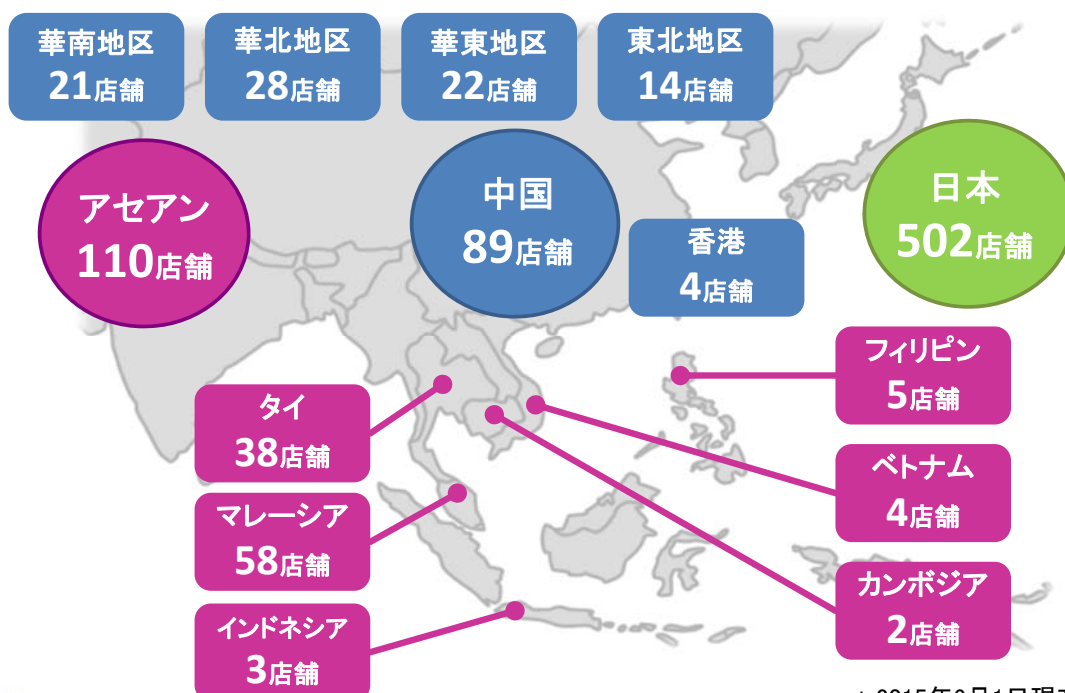 華南地区
21店舗
華北地区
28店舗
華東地区
22店舗
東北地区
14店舗
アセアン
110店舗
中国
89店舗
香港
4店舗
日本
502店舗
フィリピン
5店舗
タイ
38店舗
ベトナム
4店舗
マレーシア
58店舗
カンボジア
2店舗
インドネシア
3店舗